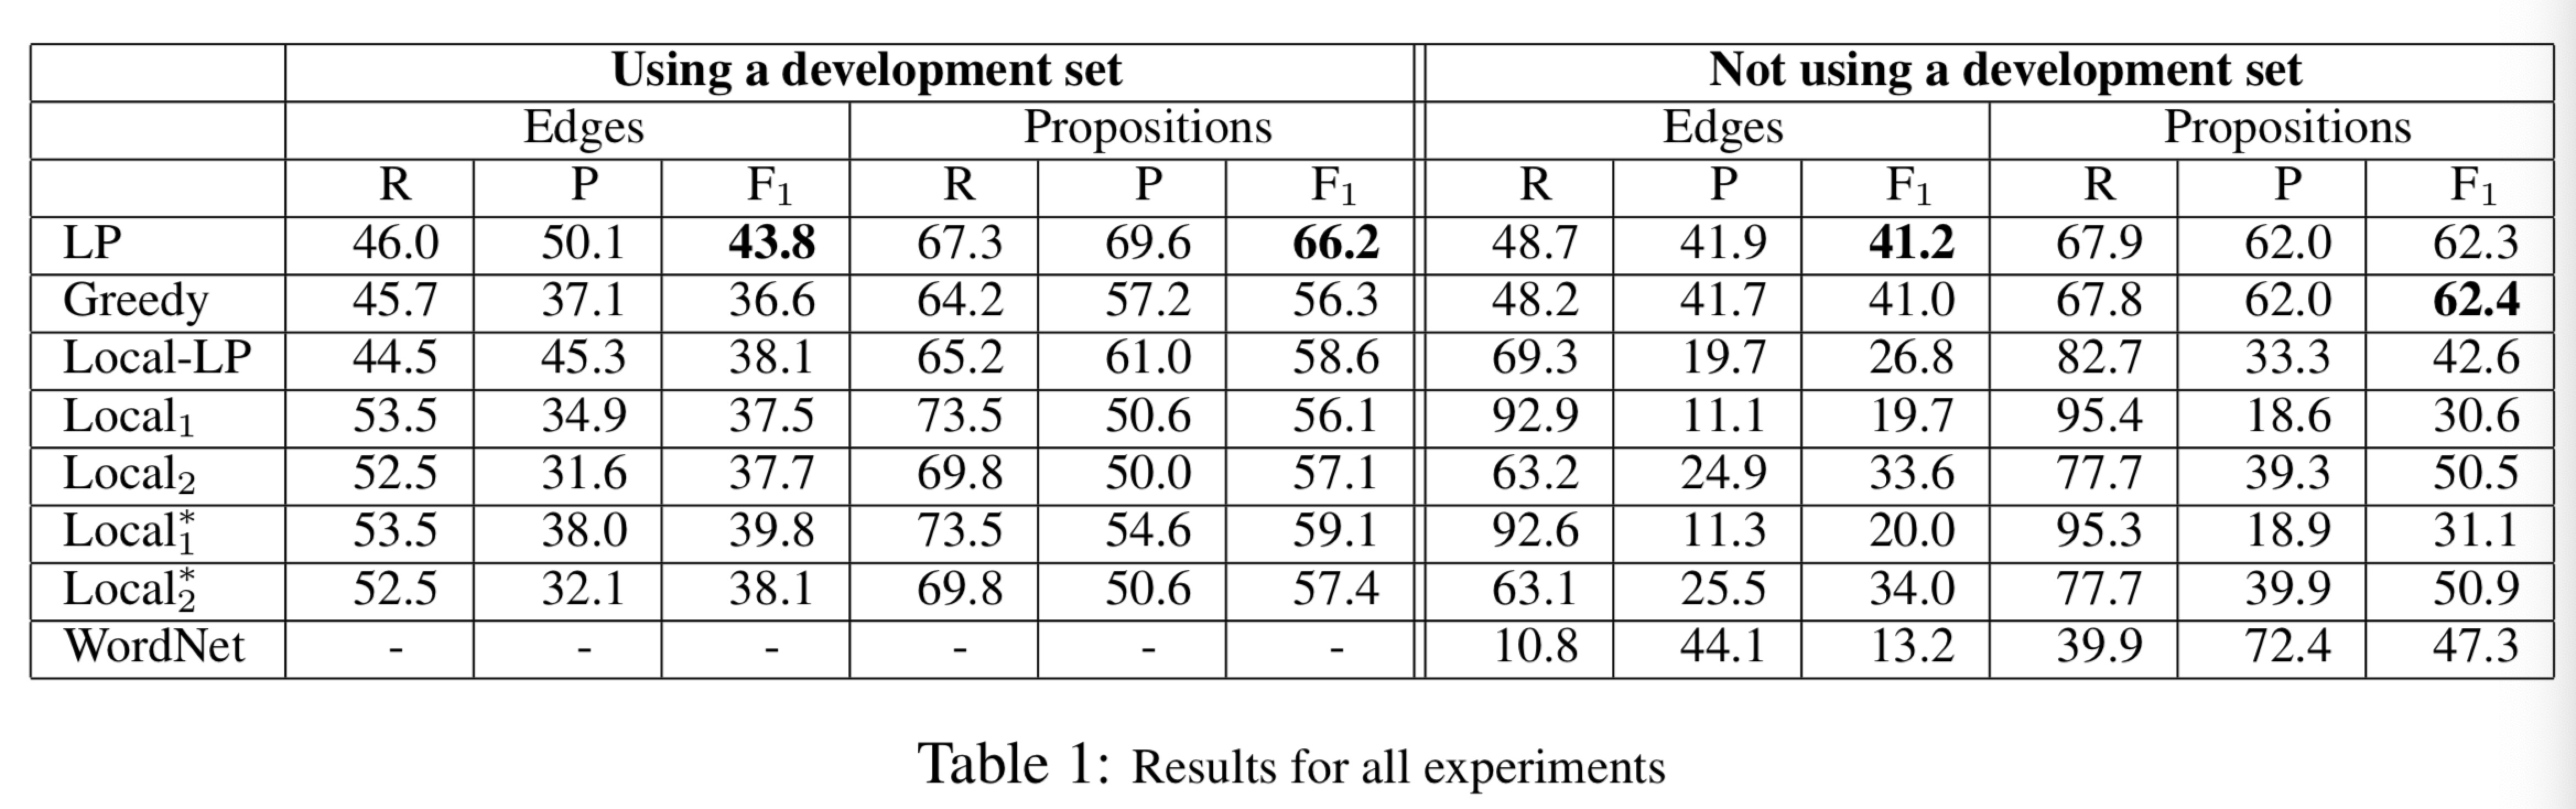 Using a development set Not using a development set
Edges Propositions Edges Propositions
R P F₁ R P F₁ R P F₁ R P F₁
LP 46.0 50.1 43.8 67.3 69.6 66.2 48.7 41.9 41.2 67.9 62.0 62.3
Greedy 45.7 37.1 36.6 64.2 57.2 56.3 48.2 41.7 41.0 67.8 62.0 62.4
Local-LP 44.5 45.3 38.1 65.2 61.0 58.6 69.3 19.7 26.8 82.7 33.3 42.6
Local₁ 53.5 34.9 37.5 73.5 50.6 56.1 92.9 11.1 19.7 95.4 18.6 30.6
Local₂ 52.5 31.6 37.7 69.8 50.0 57.1 63.2 24.9 33.6 77.7 39.3 50.5
Local₁* 53.5 38.0 39.8 73.5 54.6 59.1 92.6 11.3 20.0 95.3 18.9 31.1
Local₂* 52.5 32.1 38.1 69.8 50.6 57.4 63.1 25.5 34.0 77.7 39.9 50.9
WordNet - - - - - - 10.8 44.1 13.2 39.9 72.4 47.3
Table 1: Results for all experiments